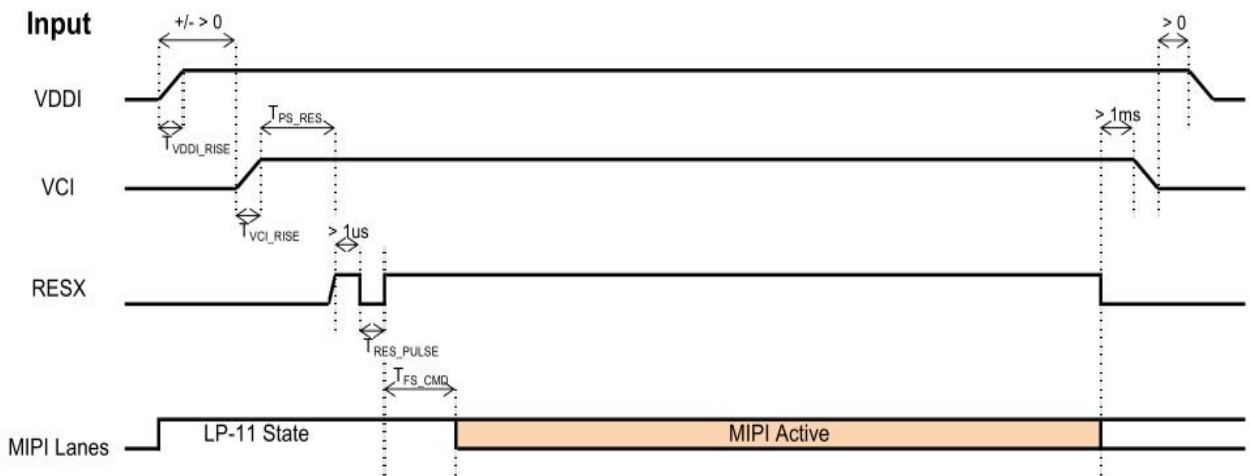 Input
+/- > 0
> 0
VDDI
T_VDDI_RISE
T_PS_RES
> 1ms
VCI
T_VCI_RISE
> 1us
RESX
T_RES_PULSE
T_FS_CMD
MIPI Lanes
LP-11 State
MIPI Active